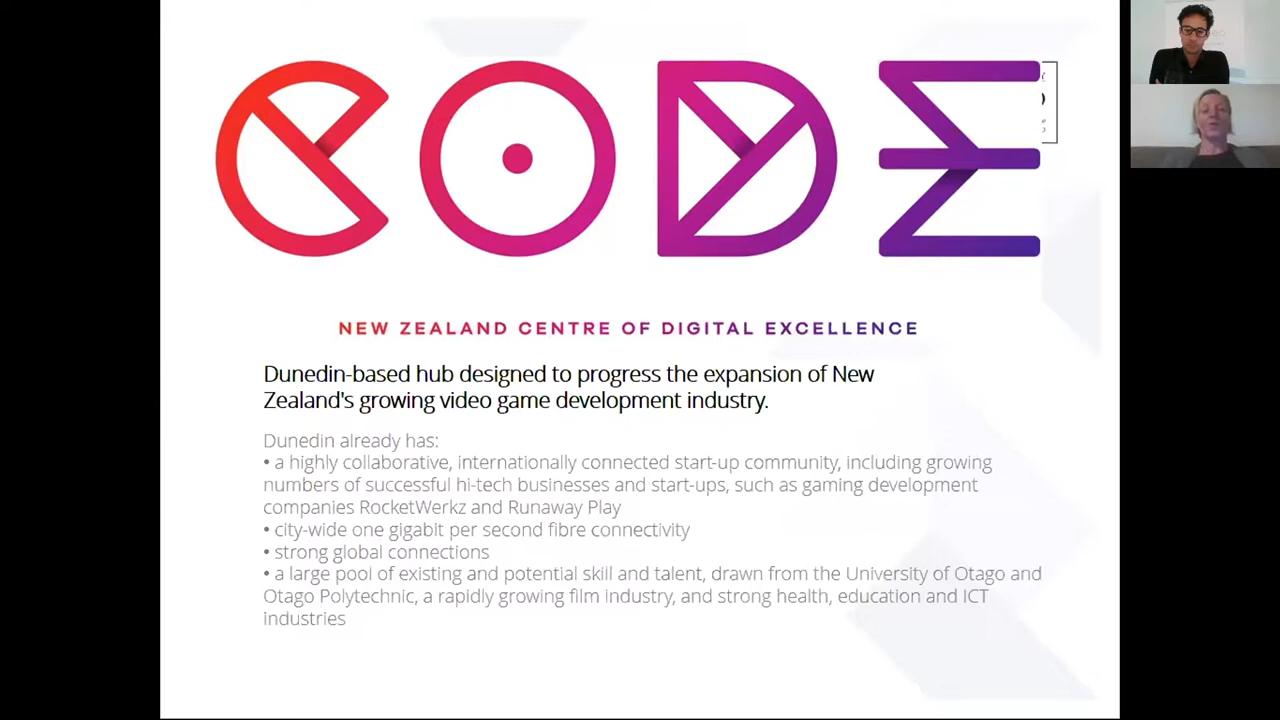 CODE
NEW ZEALAND CENTRE OF DIGITAL EXCELLENCE
Dunedin-based hub designed to progress the expansion of New
Zealand's growing video game development industry.
Dunedin already has:
• a highly collaborative, internationally connected start-up community, including growing
numbers of successful hi-tech businesses and start-ups, such as gaming development
companies RocketWerkz and Runaway Play
• city-wide one gigabit per second fibre connectivity
• strong global connections
• a large pool of existing and potential skill and talent, drawn from the University of Otago and
Otago Polytechnic, a rapidly growing film industry, and strong health, education and ICT
industries